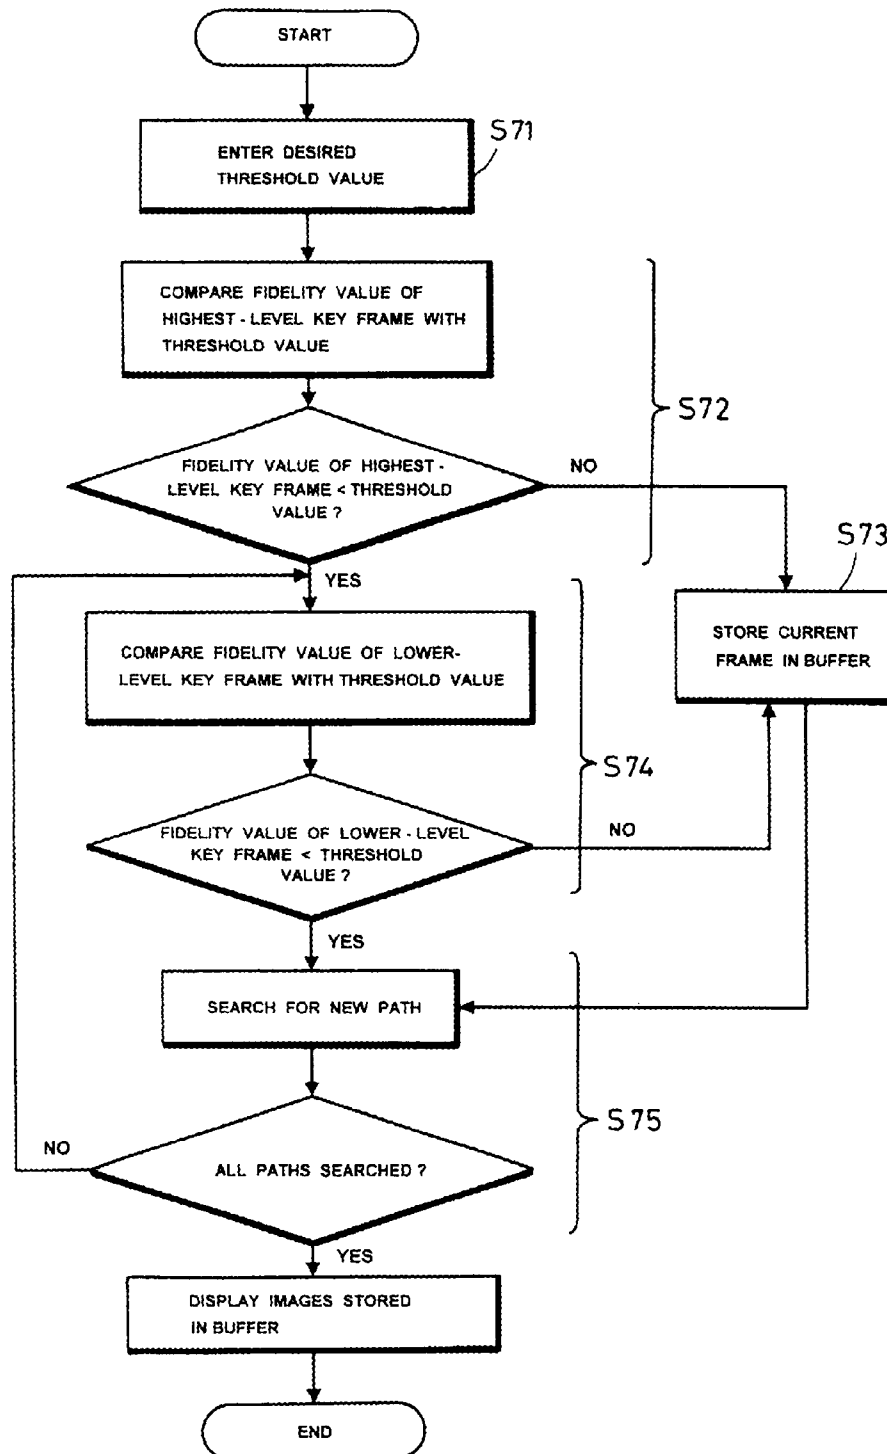 START
S71
ENTER DESIRED
THRESHOLD VALUE
COMPARE FIDELITY VALUE OF
HIGHEST - LEVEL KEY FRAME WITH
THRESHOLD VALUE
S72
FIDELITY VALUE OF HIGHEST -
LEVEL KEY FRAME < THRESHOLD
VALUE ?
NO
S73
YES
STORE CURRENT
FRAME IN BUFFER
COMPARE FIDELITY VALUE OF LOWER-
LEVEL KEY FRAME WITH THRESHOLD VALUE
S74
FIDELITY VALUE OF LOWER - LEVEL
KEY FRAME < THRESHOLD
VALUE ?
NO
YES
SEARCH FOR NEW PATH
S75
NO
ALL PATHS SEARCHED ?
YES
DISPLAY IMAGES STORED
IN BUFFER
END